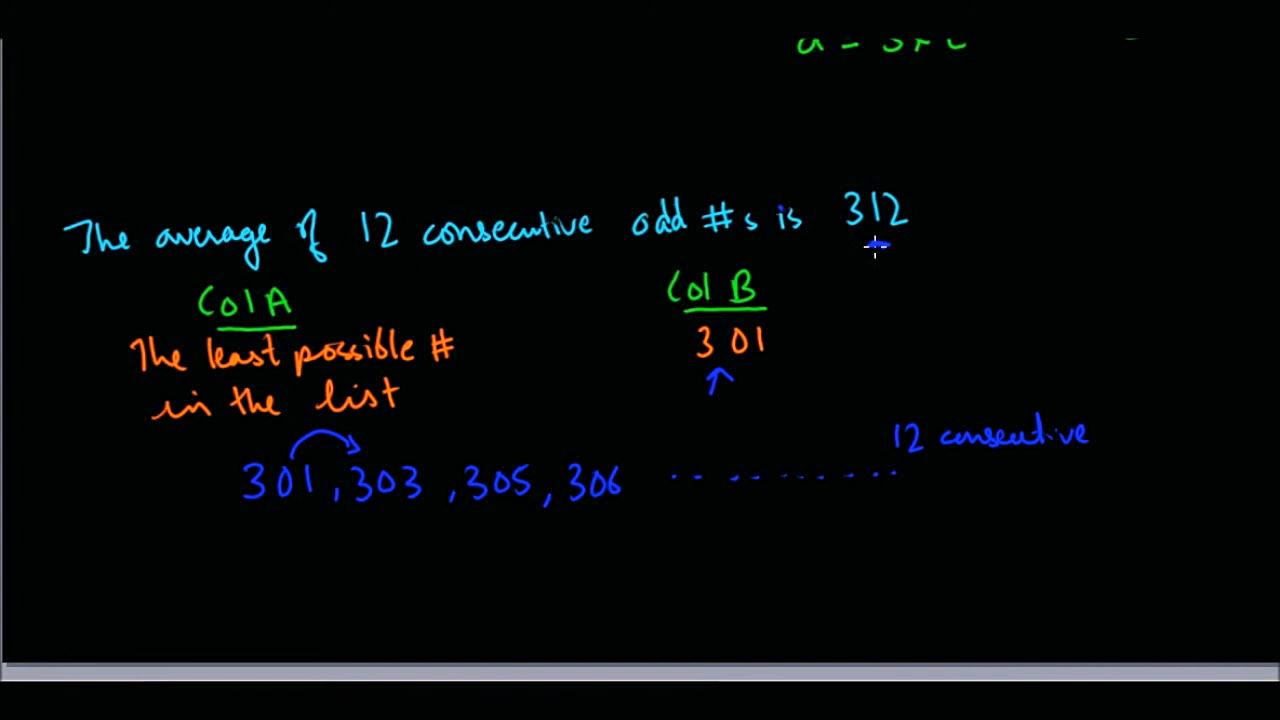 The average of 12 consecutive odd #s is 312
Col A Col B
The least possible # 301
in the list
12 consecutive
301, 303, 305, 306 ..........